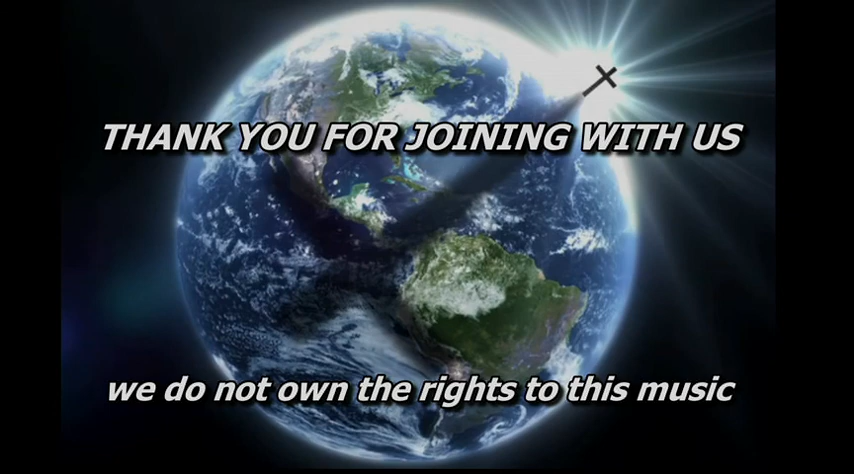 THANK YOU FOR JOINING WITH US
we do not own the rights to this music